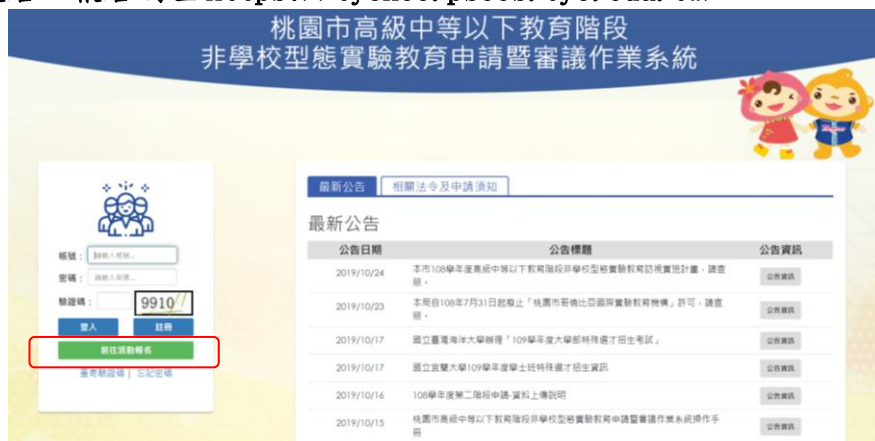 桃園市高級中等以下教育階段
非學校型態實驗教育申請暨審議作業系統
最新公告 相關法令及申請須知
最新公告
公告日期 公告標題 公告資訊
2019/10/24 本市108學年度高級中等以下教育階段非學校型態實驗教育訪視實施計畫，請查照。 公告資訊
2019/10/23 本局自108年7月31日起廢止「桃園市哥倫比亞國際實驗教育機構」許可，請查照。 公告資訊
2019/10/17 國立臺灣海洋大學辦理「109學年度大學部特殊選才招生考試」 公告資訊
2019/10/17 國立宜蘭大學109學年度學士班特殊選才招生資訊 公告資訊
2019/10/16 108學年度第二階段申請-資料上傳說明 公告資訊
2019/10/15 桃園市高級中等以下教育階段非學校型態實驗教育申請暨審議作業系統操作手冊 公告資訊
帳號： 請輸入帳號...
密碼： 請輸入密碼...
驗證碼： 9910
登入 註冊
前往活動報名
重寄驗證碼 | 忘記密碼